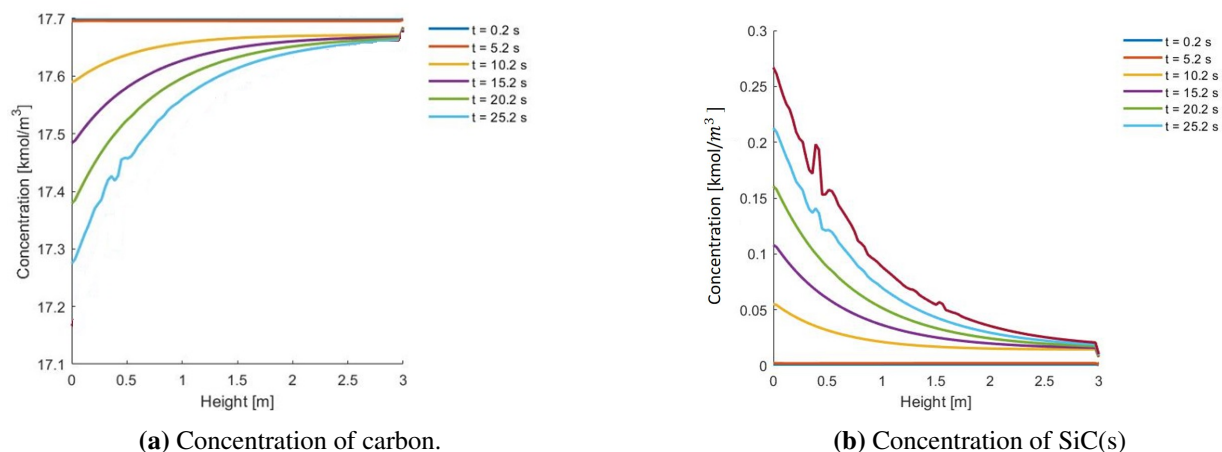 17.7
17.6
17.5
17.4
17.3
17.2
17.1
Concentration [kmol/m³]
0 0.5 1 1.5 2 2.5 3
Height [m]
t = 0.2 s
t = 5.2 s
t = 10.2 s
t = 15.2 s
t = 20.2 s
t = 25.2 s
(a) Concentration of carbon.
0.3
0.25
0.2
0.15
0.1
0.05
0
Concentration [kmol/m³ ]
0 0.5 1 1.5 2 2.5 3
Height [m]
t = 0.2 s
t = 5.2 s
t = 10.2 s
t = 15.2 s
t = 20.2 s
t = 25.2 s
(b) Concentration of SiC(s)